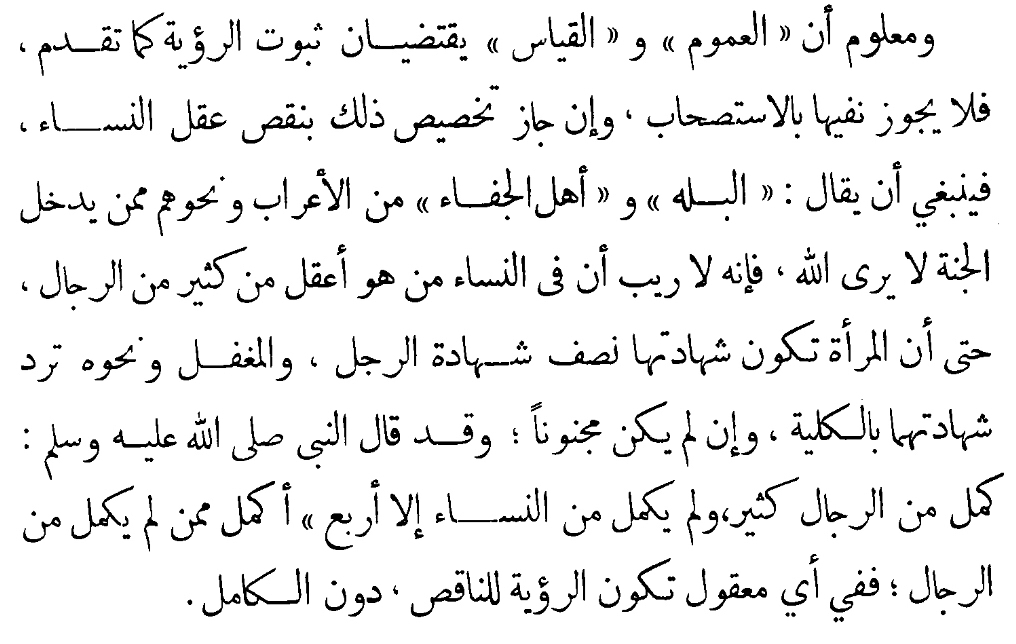 ومعلوم أن « العموم » و « القياس » يقتضيان ثبوت الرؤية كما تقدم ،
فلا يجوز نفيها بالاستصحاب ، وإن جاز تخصيص ذلك بنقص عقل النساء ،
فينبغي أن يقال : « البله » و « أهل الجفاء » من الأعراب ونحوهم ممن يدخل
الجنة لا يرى الله ، فإنه لا ريب أن فى النساء من هو أعقل من كثير من الرجال ،
حتى أن المرأة تكون شهادتها نصف شهادة الرجل ، والمغفل ونحوه ترد
شهادتهما بالكلية ، وإن لم يكن مجنوناً ؛ وقد قال النبى صلى الله عليه وسلم :
كمل من الرجال كثير،ولم يكمل من النساء إلا أربع » أكمل ممن لم يكمل من
الرجال ؛ ففي أي معقول تكون الرؤية للناقص ، دون الكامل .